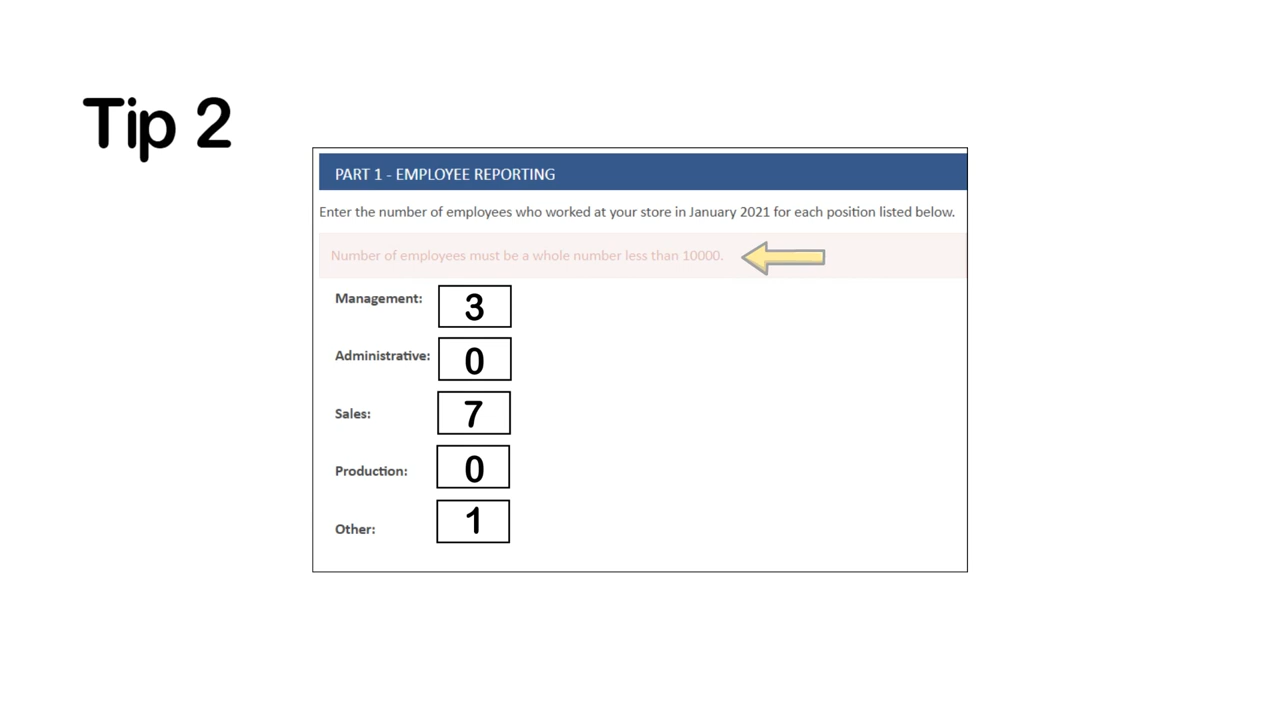 Tip 2
PART 1 - EMPLOYEE REPORTING
Enter the number of employees who worked at your store in January 2021 for each position listed below.
Number of employees must be a whole number less than 10000.
Management: 3
Administrative: 0
Sales: 7
Production: 0
Other: 1